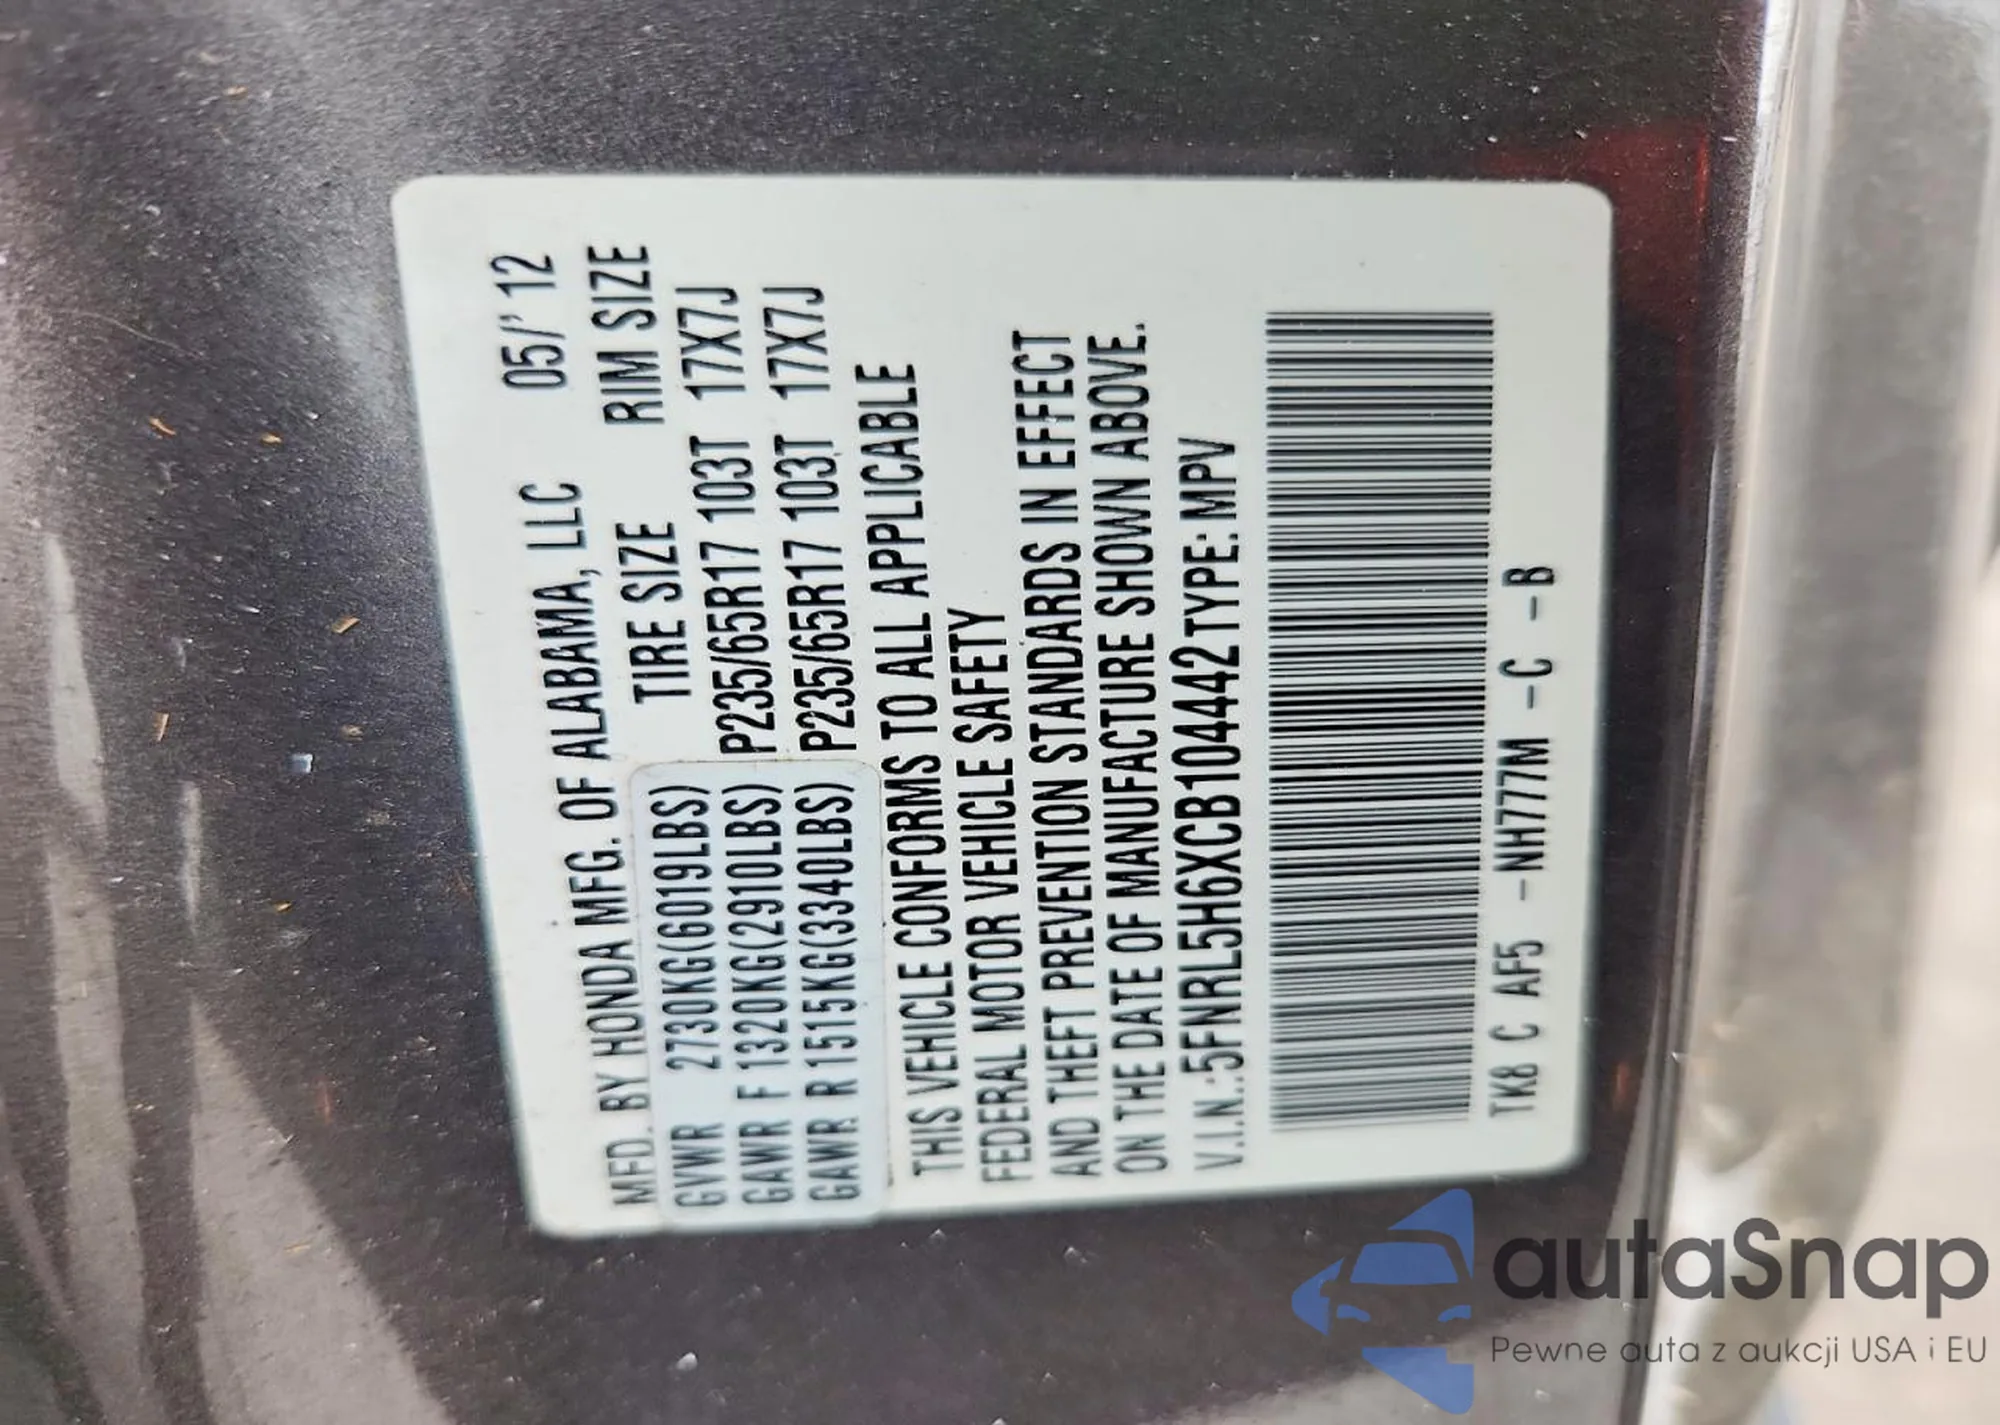 MFD. BY HONDA MFG. OF ALABAMA, LLC 05/'12
TIRE SIZE RIM SIZE
GVWR 2730KG(6019LBS)
GAWR F 1320KG(2910LBS) P235/65R17 103T 17X7J
GAWR R 1515KG(3340LBS) P235/65R17 103T 17X7J
THIS VEHICLE CONFORMS TO ALL APPLICABLE
FEDERAL MOTOR VEHICLE SAFETY
AND THEFT PREVENTION STANDARDS IN EFFECT
ON THE DATE OF MANUFACTURE SHOWN ABOVE.
V.I.N.:5FNRL5H6XCB104442 TYPE: MPV
TK8 C AF5 -NH777M -C -B
autaSnap
Pewne auta z aukcji USA i EU